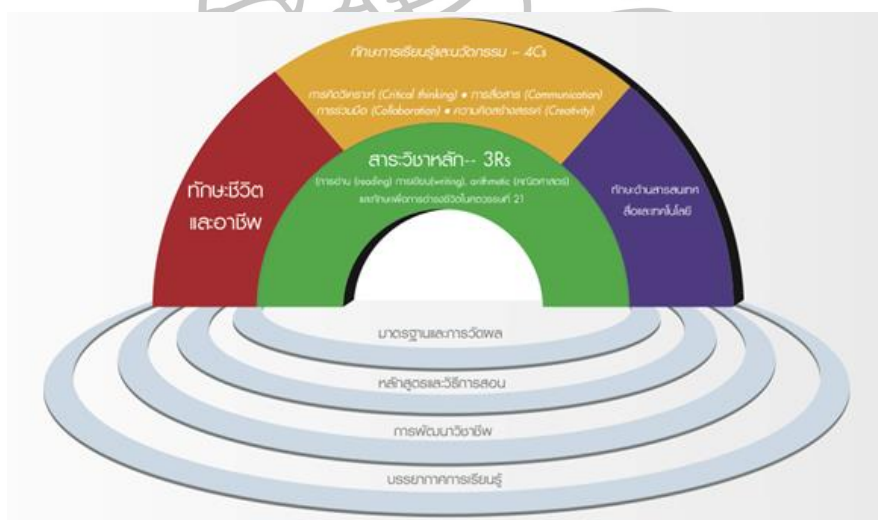 ทักษะการเรียนรู้และนวัตกรรม - 4Cs
การคิดวิเคราะห์ (Critical thinking) • การสื่อสาร (Communication)
การร่วมมือ (Collaboration) • ความคิดสร้างสรรค์ (Creativity)
สาระวิชาหลัก-- 3Rs
(การอ่าน (reading) การเขียน(writing), arithmetic (คณิตศาสตร์)
และทักษะเพื่อการดำรงชีวิตในศตวรรษที่ 21
ทักษะชีวิต
และอาชีพ
ทักษะด้านสารสนเทศ
สื่อและเทคโนโลยี
มาตรฐานและการวัดผล
หลักสูตรและวิธีการสอน
การพัฒนาวิชาชีพ
บรรยากาศการเรียนรู้